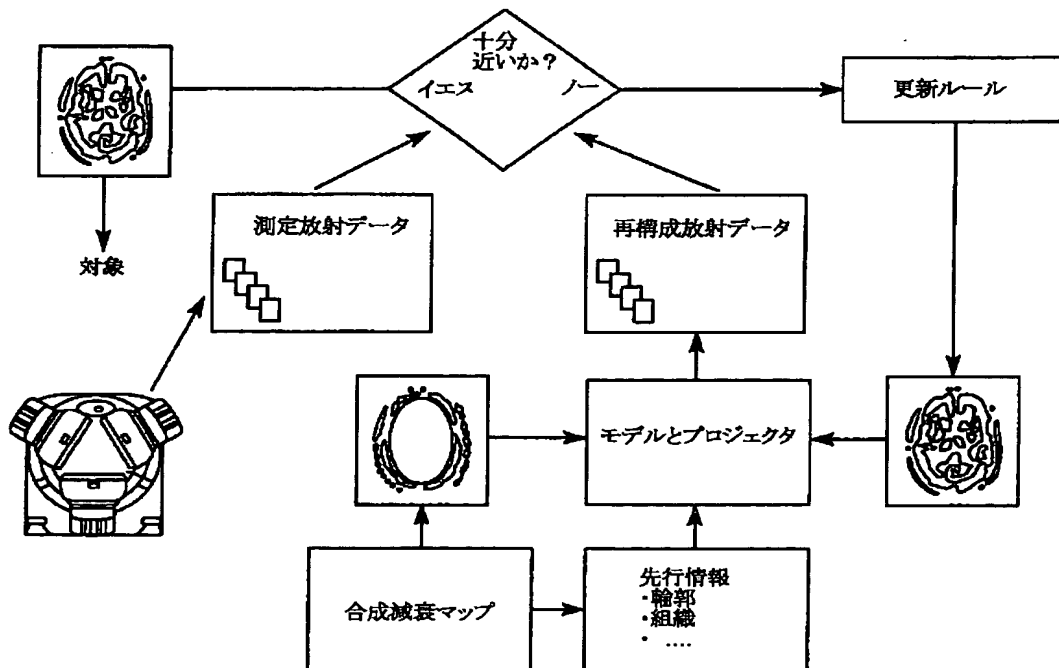 十分
近いか？
イエス
ノー
更新ルール
測定放射データ
再構成放射データ
対象
モデルとプロジェクタ
合成減衰マップ
先行情報
・輪郭
・組織
・ ....